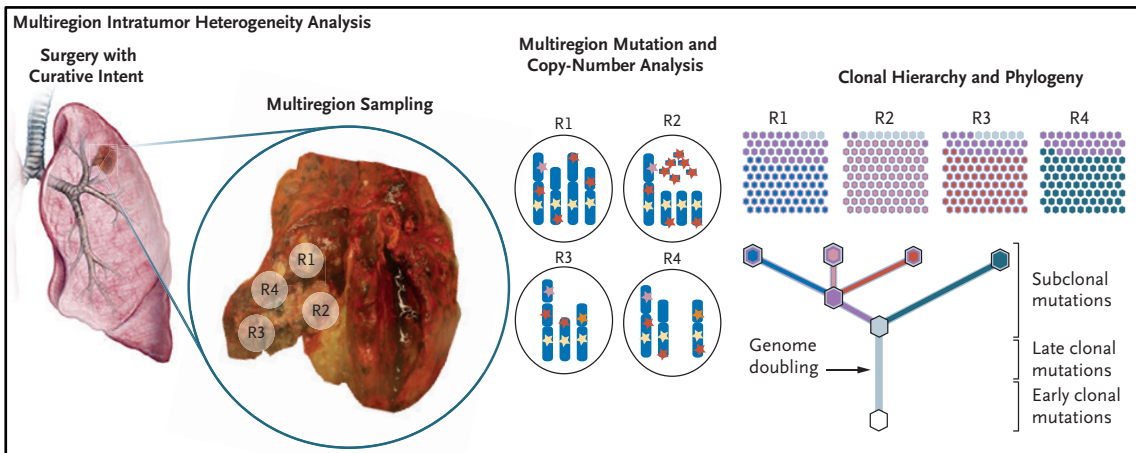 Multiregion Intratumor Heterogeneity Analysis
Surgery with
Curative Intent
Multiregion Sampling
R1
R4
R2
R3
Multiregion Mutation and
Copy-Number Analysis
R1
R2
R3
R4
Clonal Hierarchy and Phylogeny
R1
R2
R3
R4
Subclonal
mutations
Genome
doubling
Late clonal
mutations
Early clonal
mutations